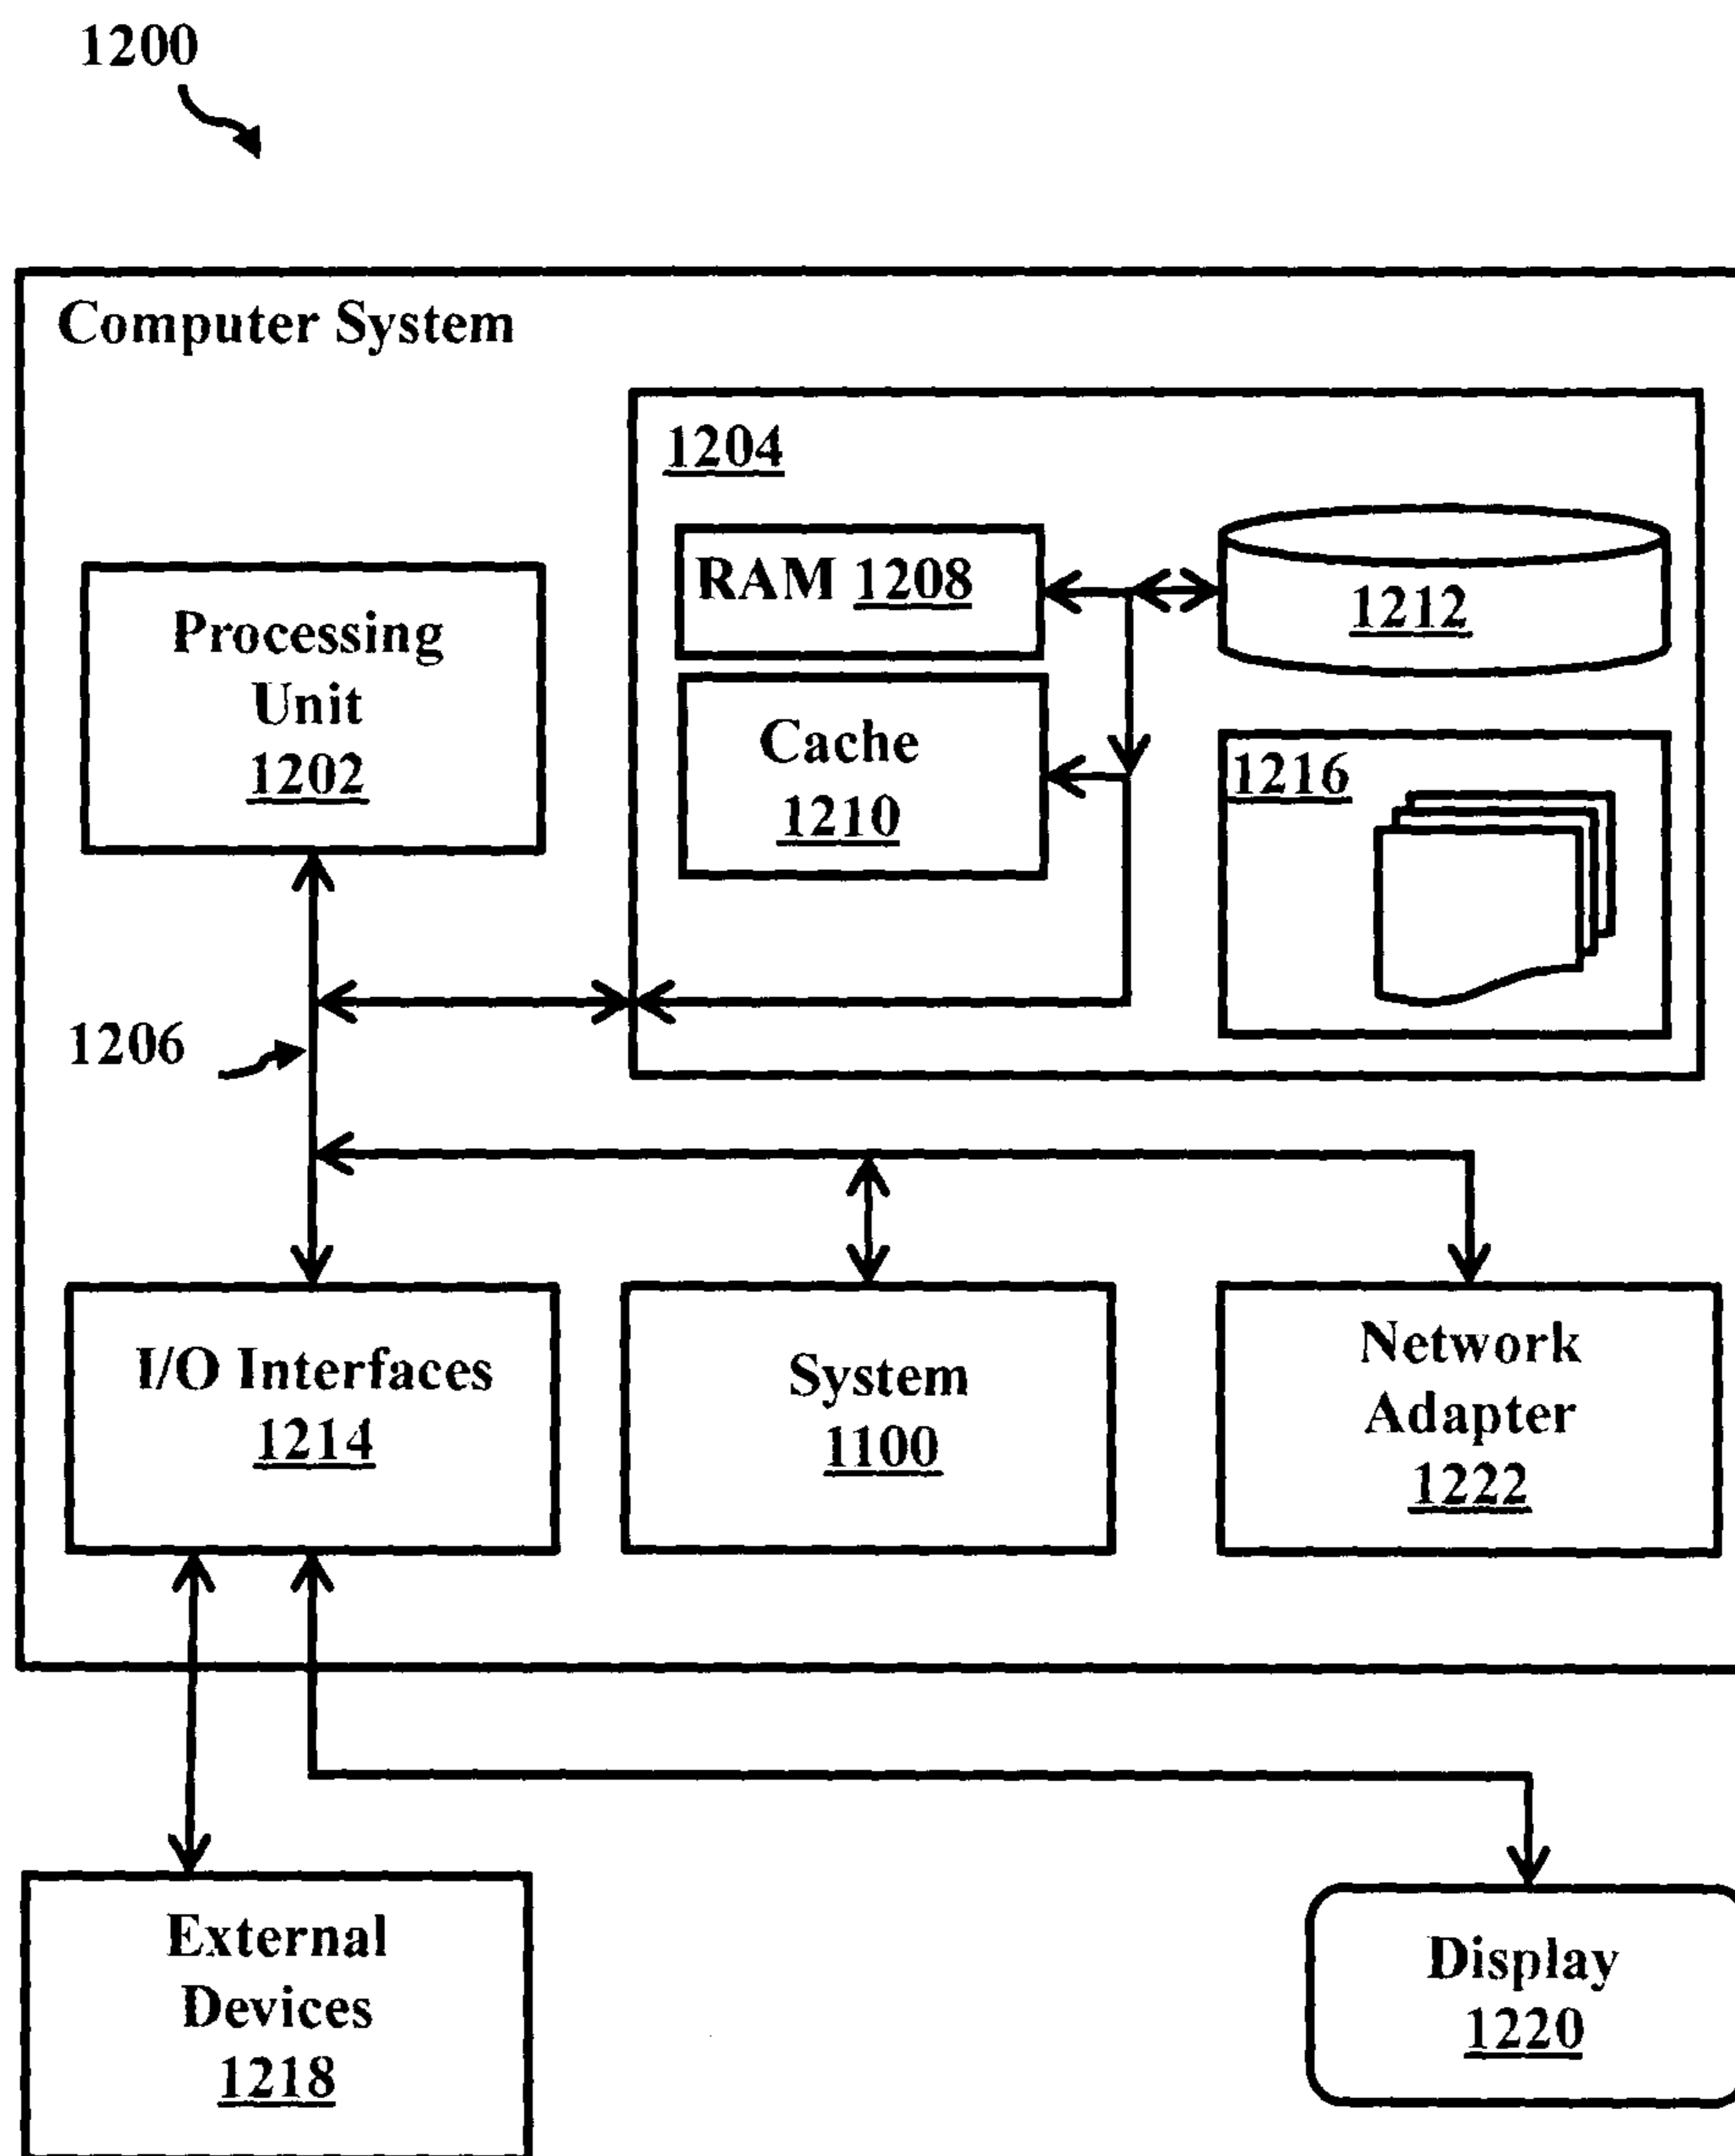 1200
Computer System
1204
RAM 1208
1212
Processing
Unit
1202
Cache
1210
1216
1206
I/O Interfaces
1214
System
1100
Network
Adapter
1222
External
Devices
1218
Display
1220